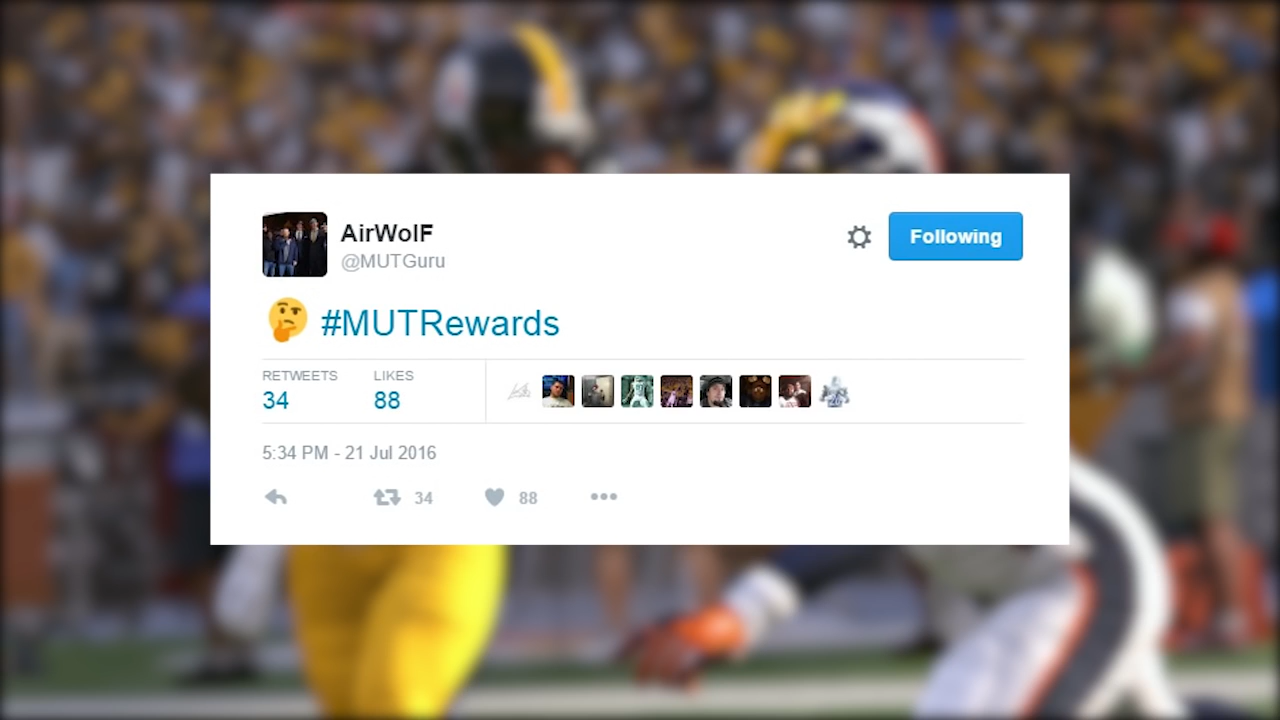 AirWolF
@MUTGuru
Following
🤔 #MUTRewards
RETWEETS LIKES
34 88
5:34 PM - 21 Jul 2016
34 88